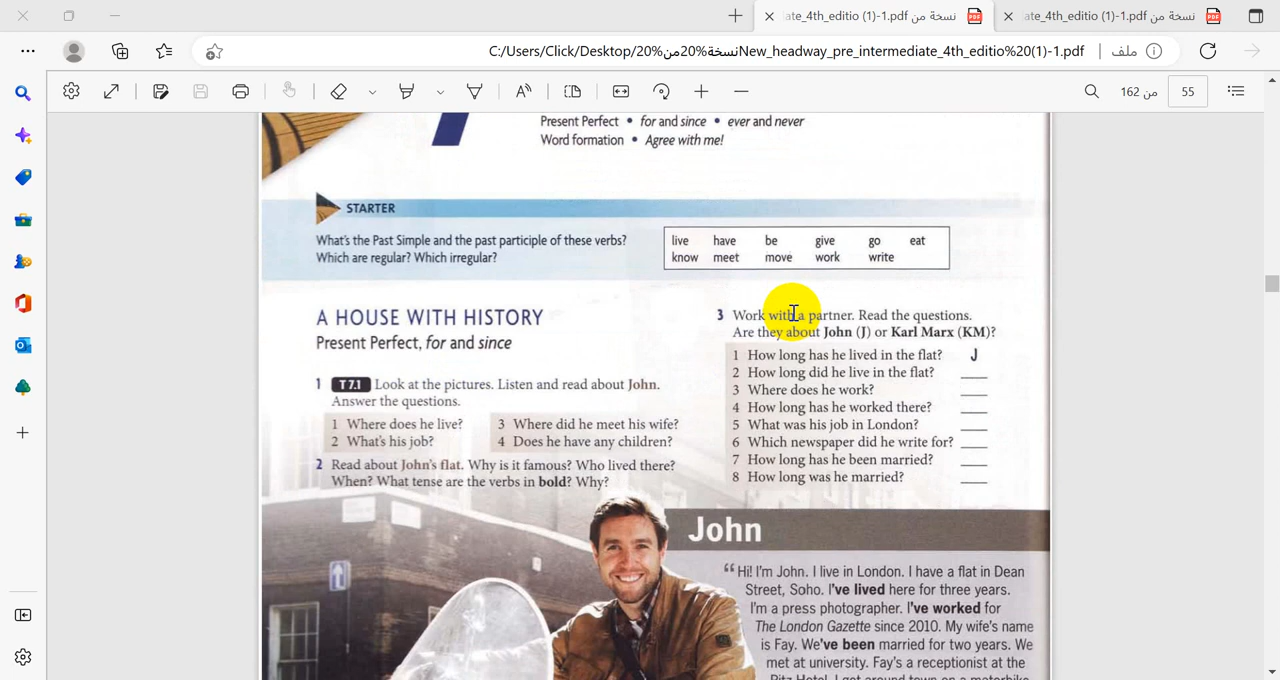 نسخة من ate_4th_editio (1)-1.pdf
نسخة من ate_4th_editio (1)-1.pdf
C:/Users/Click/Desktop/20%نسخة%20من%20New_headway_pre_intermediate_4th_editio%20(1)-1.pdf
ملف
55
من 162
7
Present Perfect • for and since • ever and never
Word formation • Agree with me!
STARTER
What's the Past Simple and the past participle of these verbs?
Which are regular? Which irregular?
live have be give go eat
know meet move work write
A HOUSE WITH HISTORY
Present Perfect, for and since
1 T 7.1 Look at the pictures. Listen and read about John.
Answer the questions.
1 Where does he live?
2 What's his job?
3 Where did he meet his wife?
4 Does he have any children?
2 Read about John's flat. Why is it famous? Who lived there?
When? What tense are the verbs in bold? Why?
3 Work with a partner. Read the questions.
Are they about John (J) or Karl Marx (KM)?
1 How long has he lived in the flat? J
2 How long did he live in the flat?
3 Where does he work?
4 How long has he worked there?
5 What was his job in London?
6 Which newspaper did he write for?
7 How long has he been married?
8 How long was he married?
John
“Hi! I'm John. I live in London. I have a flat in Dean
Street, Soho. I've lived here for three years.
I'm a press photographer. I've worked for
The London Gazette since 2010. My wife's name
is Fay. We've been married for two years. We
met at university. Fay's a receptionist at the
Ritz Hotel. I get around town on a motorbike